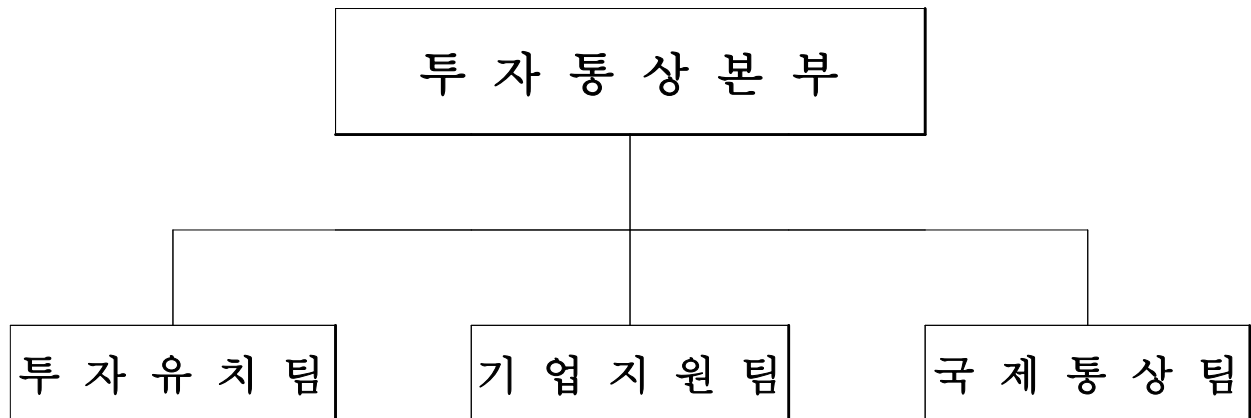 투 자 통 상 본 부
투 자 유 치 팀
기 업 지 원 팀
국 제 통 상 팀